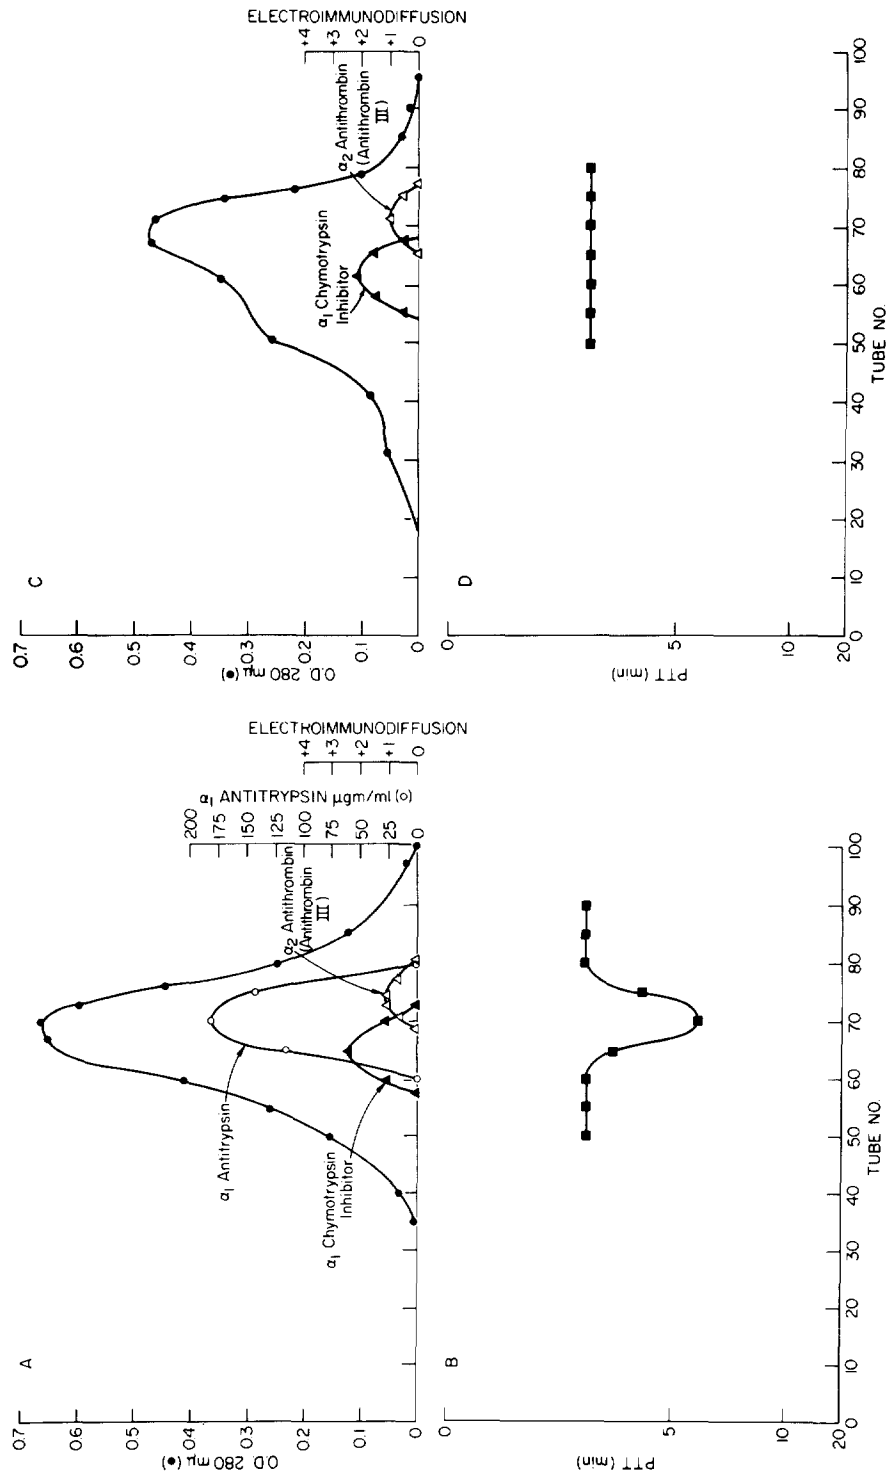 A
O.D. 280 mμ (●)
0.7
0.6
0.5
0.4
0.3
0.2
0.1
0
α₁ Antitrypsin
α₁ Chymotrypsin
Inhibitor
α₂ Antithrombin
(Antithrombin
III)
α₁ ANTITRYPSIN μgm/ml (○)
200
175
150
125
100
75
50
25
0
ELECTROIMMUNODIFFUSION
+4
+3
+2
+1
0
B
PTT (min)
0
5
10
20
0 10 20 30 40 50 60 70 80 90 100
TUBE NO.
C
O.D. 280 mμ (●)
0.7
0.6
0.5
0.4
0.3
0.2
0.1
0
α₁ Chymotrypsin
Inhibitor
α₂ Antithrombin
(Antithrombin
III)
ELECTROIMMUNODIFFUSION
+4
+3
+2
+1
0
D
PTT (min)
0
5
10
20
0 10 20 30 40 50 60 70 80 90 100
TUBE NO.